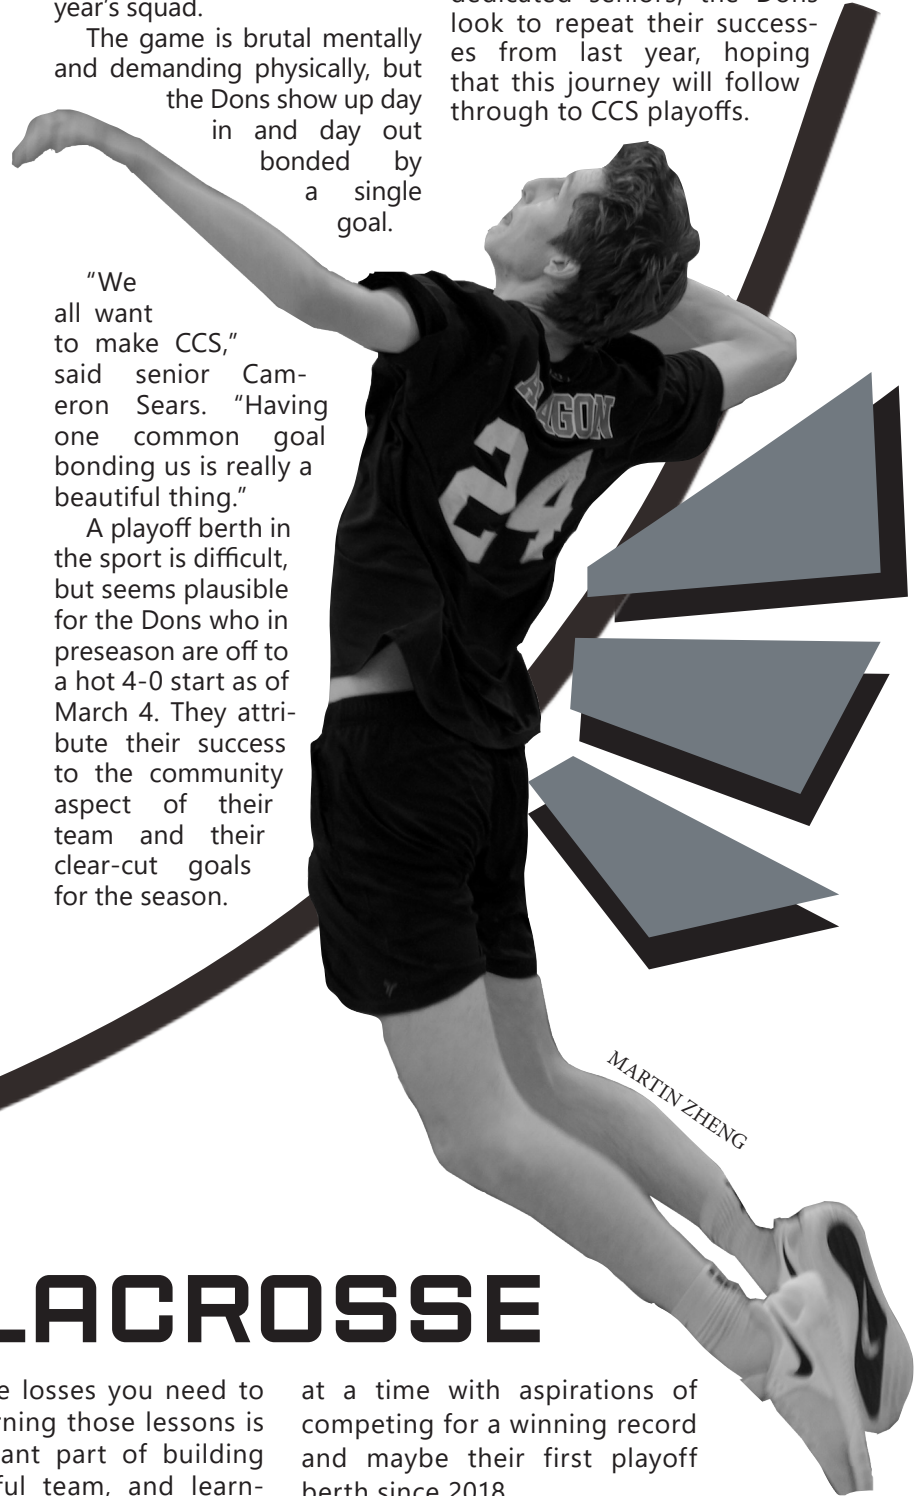 year's squad.
The game is brutal mentally
and demanding physically, but
the Dons show up day
in and day out
bonded by
a single
goal.
“We
all want
to make CCS,”
said senior Cam-
eron Sears. “Having
one common goal
bonding us is really a
beautiful thing.”
A playoff berth in
the sport is difficult,
but seems plausible
for the Dons who in
preseason are off to
a hot 4-0 start as of
March 4. They attri-
bute their success
to the community
aspect of their
team and their
clear-cut goals
for the season.
dedicated seniors, the Dons
look to repeat their success-
es from last year, hoping
that this journey will follow
through to CCS playoffs.
24
MARTIN ZHENG
LACROSSE
losses you need to
those lessons is
part of building
team, and learn-
at a time with aspirations of
competing for a winning record
and maybe their first playoff
berth since 2018